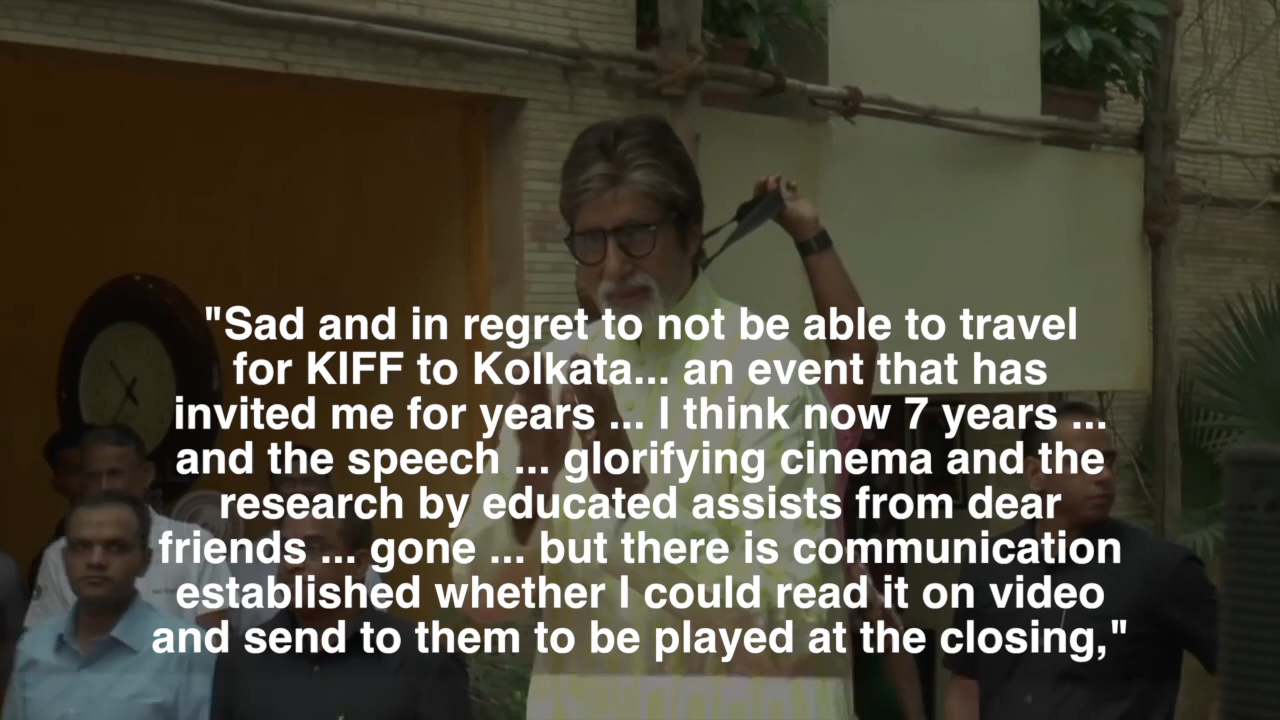 "Sad and in regret to not be able to travel
for KIFF to Kolkata... an event that has
invited me for years ... I think now 7 years ...
and the speech ... glorifying cinema and the
research by educated assists from dear
friends ... gone ... but there is communication
established whether I could read it on video
and send to them to be played at the closing,"